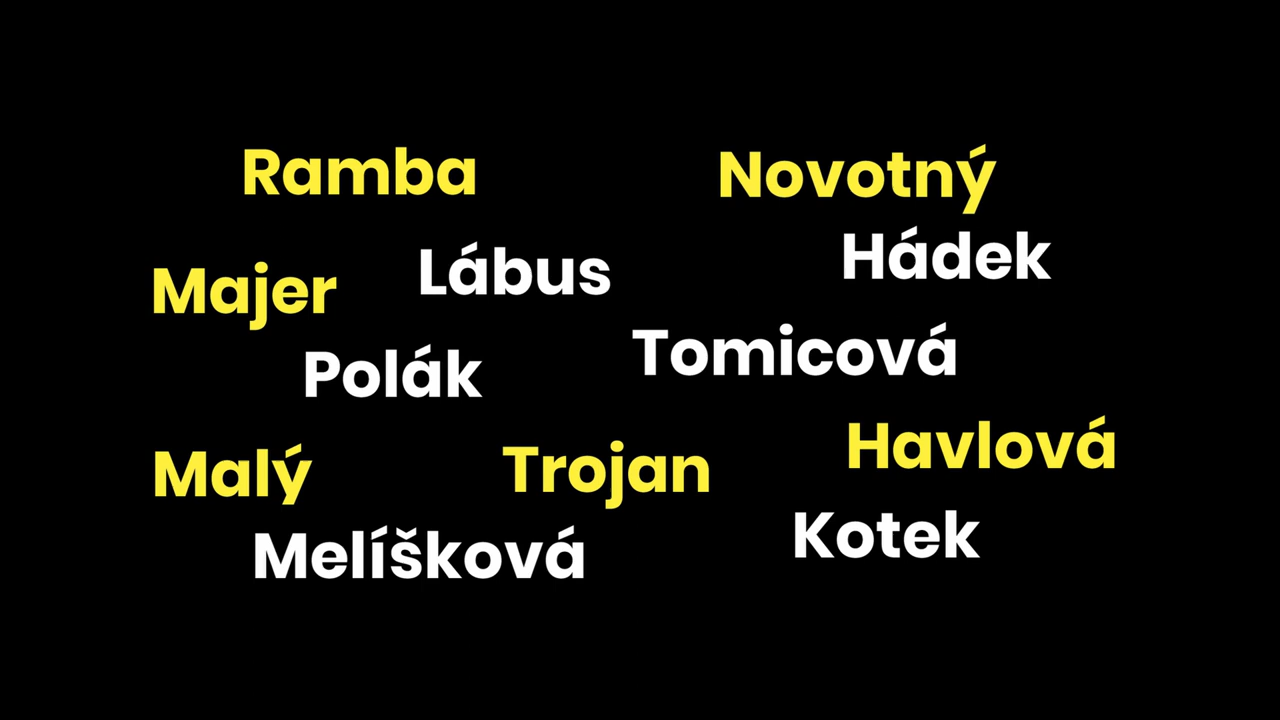 Ramba
Novotný
Hádek
Lábus
Majer
Tomicová
Polák
Havlová
Trojan
Malý
Kotek
Melíšková